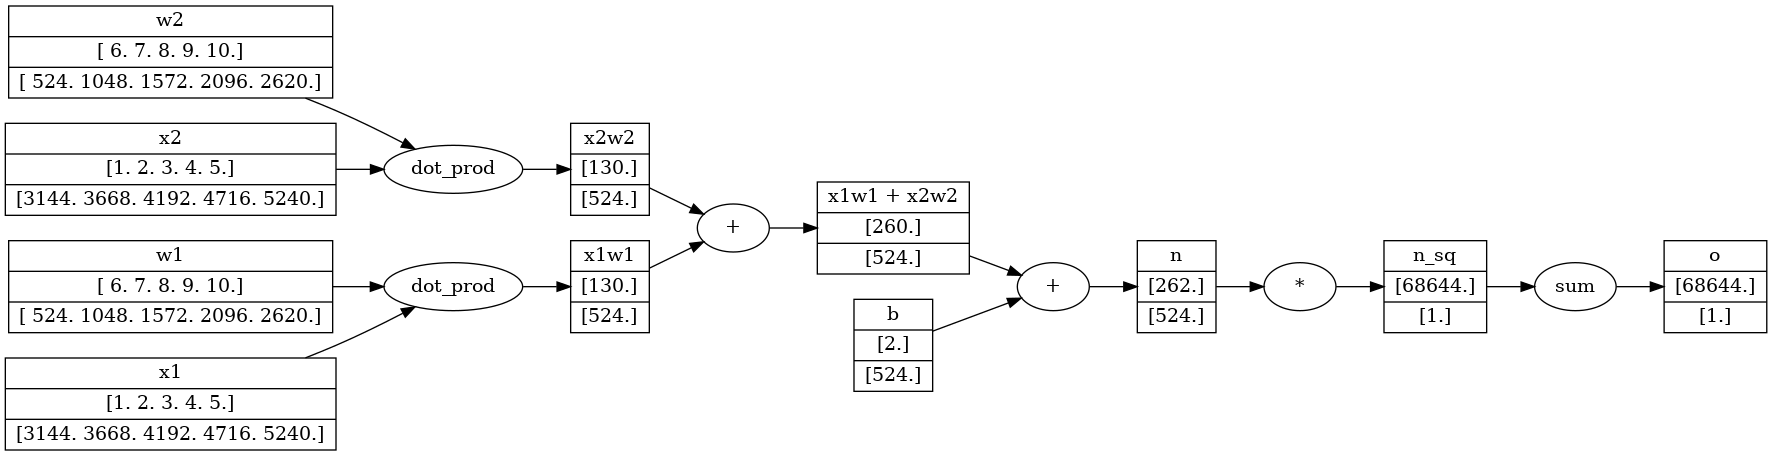 w2
[ 6. 7. 8. 9. 10.]
[ 524. 1048. 1572. 2096. 2620.]
x2
[1. 2. 3. 4. 5.]
[3144. 3668. 4192. 4716. 5240.]
w1
[ 6. 7. 8. 9. 10.]
[ 524. 1048. 1572. 2096. 2620.]
x1
[1. 2. 3. 4. 5.]
[3144. 3668. 4192. 4716. 5240.]
dot_prod
dot_prod
x2w2
[130.]
[524.]
x1w1
[130.]
[524.]
+
x1w1 + x2w2
[260.]
[524.]
b
[2.]
[524.]
+
n
[262.]
[524.]
*
n_sq
[68644.]
[1.]
sum
o
[68644.]
[1.]